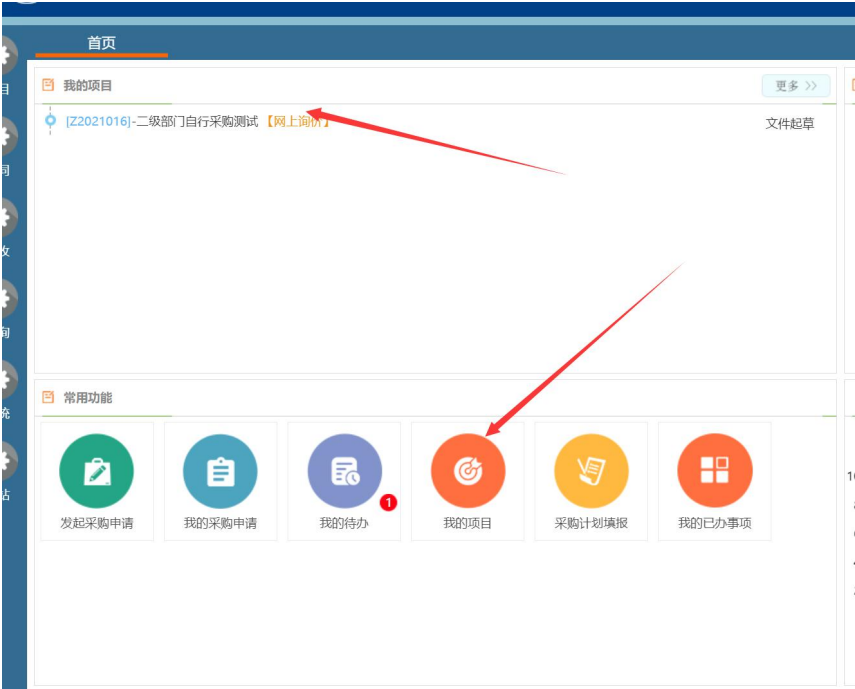 首页
我的项目
更多 >>
[Z2021016]-二级部门自行采购测试 【网上询价】
文件起草
常用功能
1
发起采购申请
我的采购申请
我的待办
我的项目
采购计划填报
我的已办事项